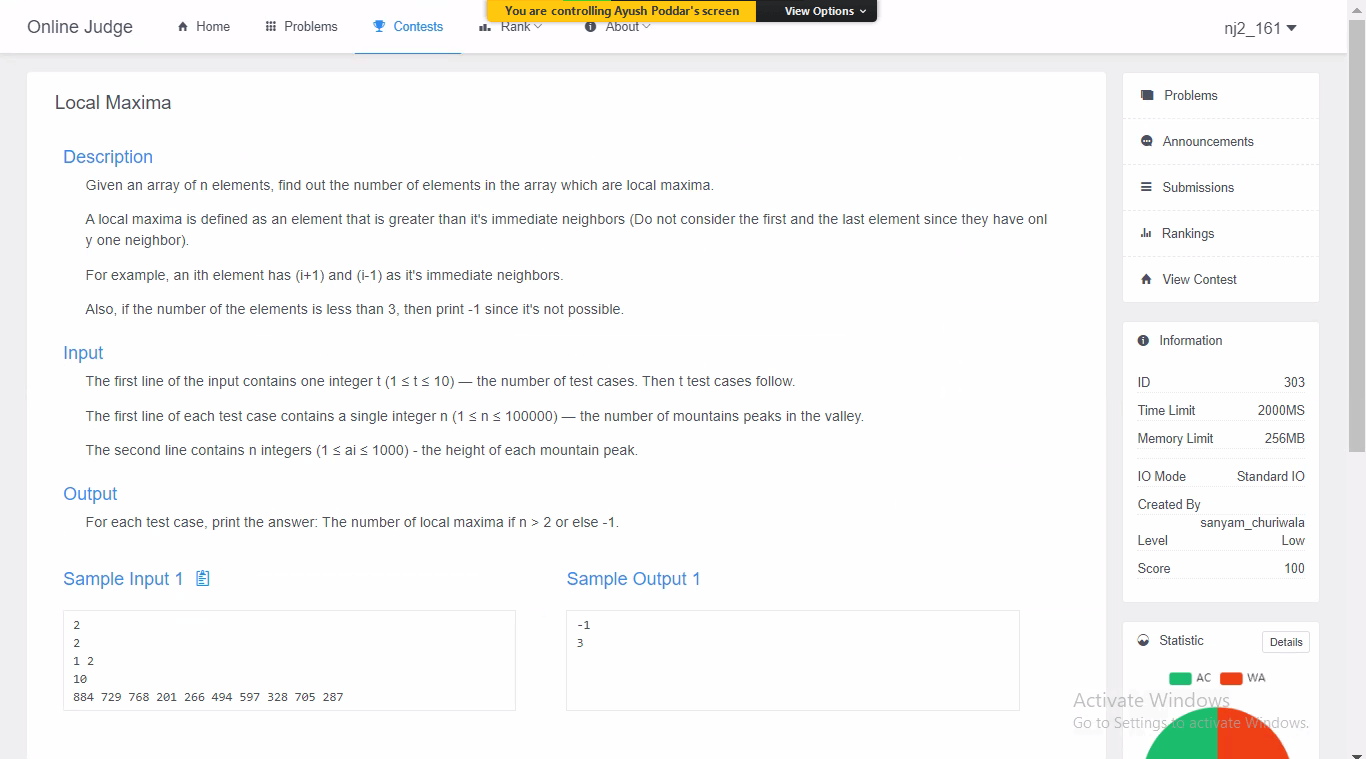 You are controlling Ayush Poddar's screen
View Options
Online Judge
Home
Problems
Contests
Rank
About
nj2_161
Local Maxima
Description
Given an array of n elements, find out the number of elements in the array which are local maxima.
A local maxima is defined as an element that is greater than it's immediate neighbors (Do not consider the first and the last element since they have onl
y one neighbor).
For example, an ith element has (i+1) and (i-1) as it's immediate neighbors.
Also, if the number of the elements is less than 3, then print -1 since it's not possible.
Input
The first line of the input contains one integer t (1 ≤ t ≤ 10) — the number of test cases. Then t test cases follow.
The first line of each test case contains a single integer n (1 ≤ n ≤ 100000) — the number of mountains peaks in the valley.
The second line contains n integers (1 ≤ ai ≤ 1000) - the height of each mountain peak.
Output
For each test case, print the answer: The number of local maxima if n > 2 or else -1.
Sample Input 1
2
2
1 2
10
884 729 768 201 266 494 597 328 705 287
Sample Output 1
-1
3
Problems
Announcements
Submissions
Rankings
View Contest
Information
ID 303
Time Limit 2000MS
Memory Limit 256MB
IO Mode Standard IO
Created By
sanyam_churiwala
Level Low
Score 100
Statistic
Details
AC WA
Activate Windows
Go to Settings to activate Windows.